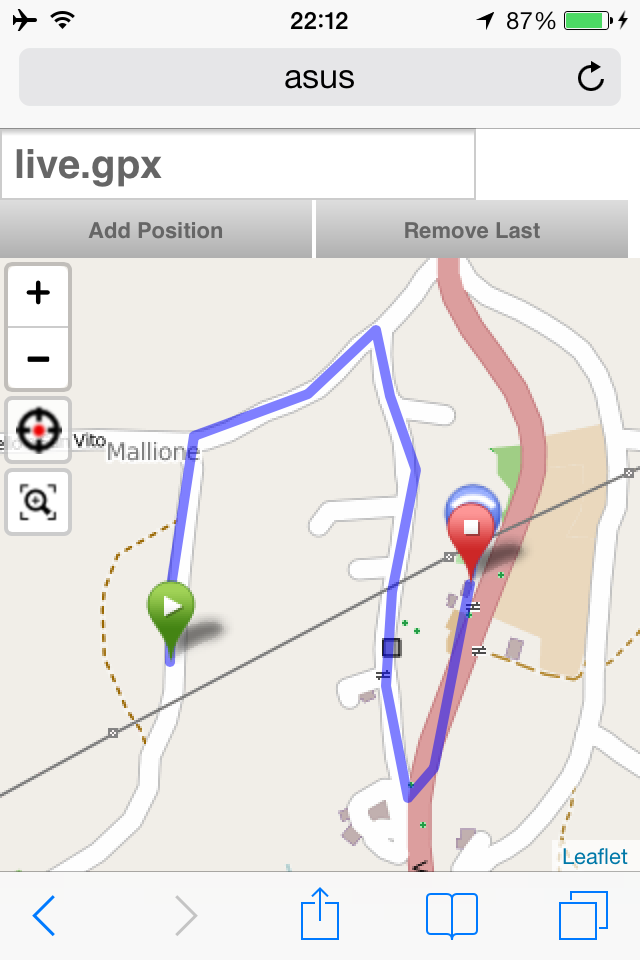 22:12
87%
asus
live.gpx
Add Position
Remove Last
+
−
Vito
Mallione
Leaflet